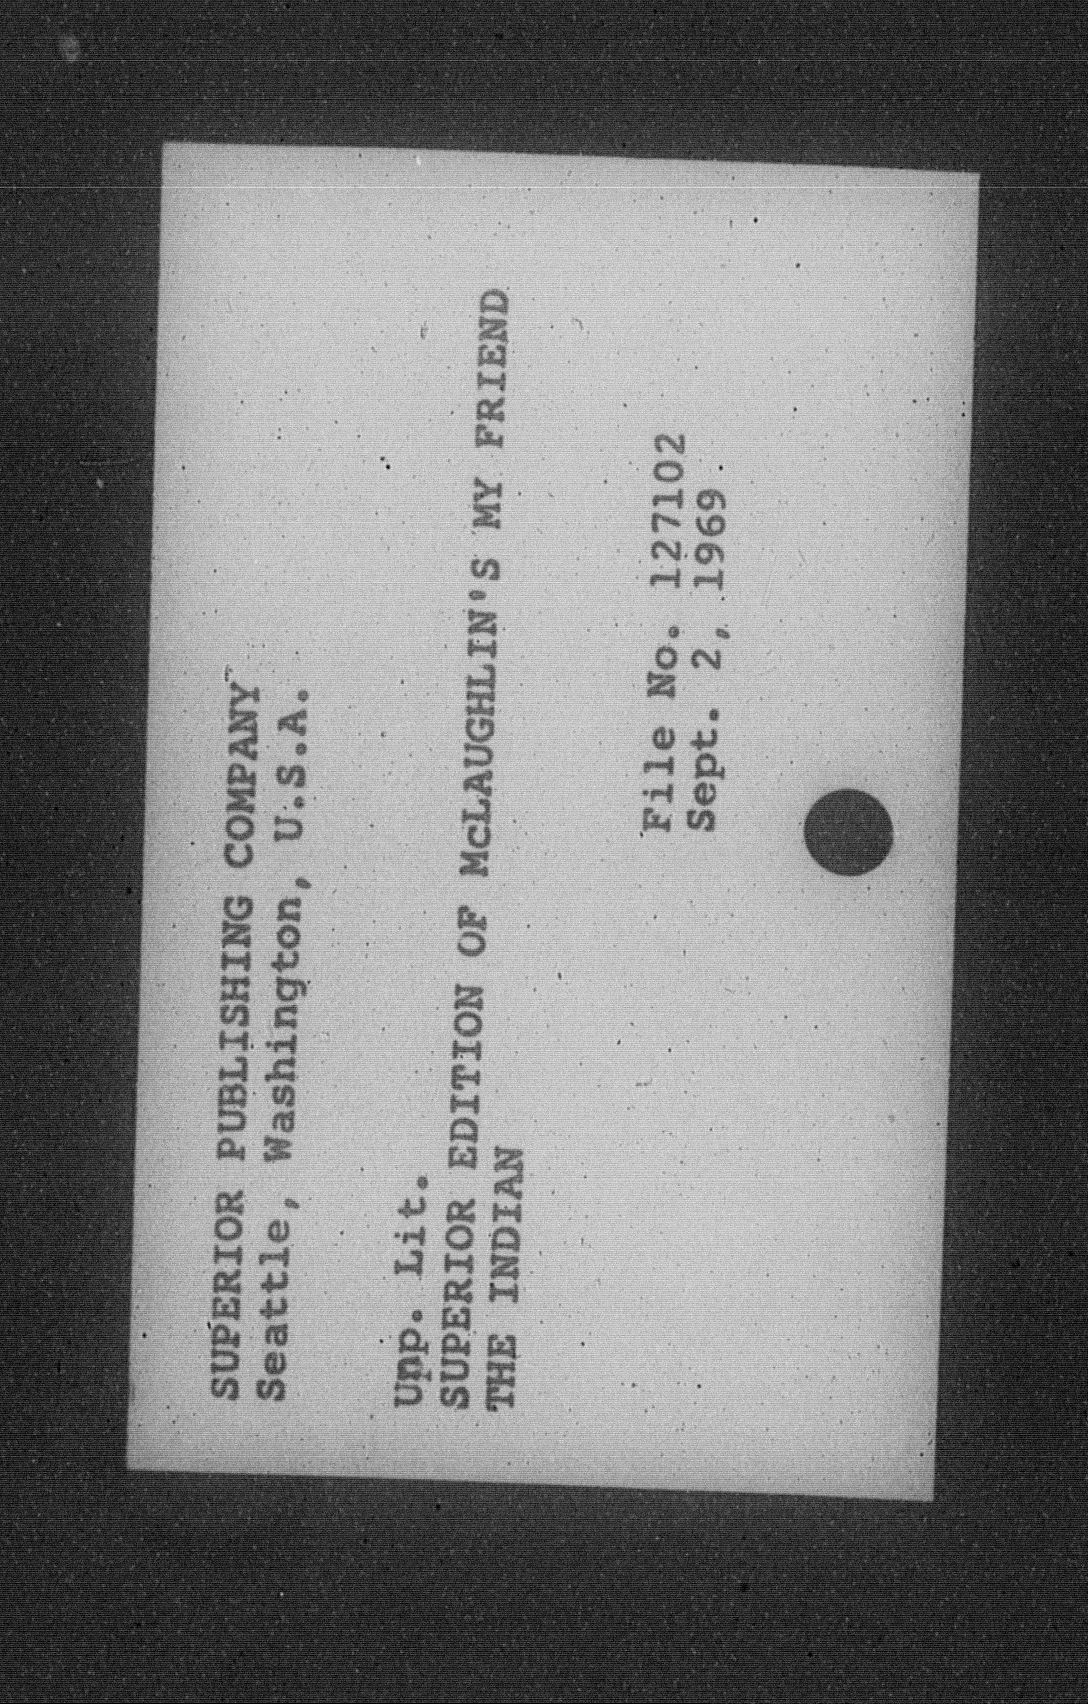 SUPERIOR PUBLISHING COMPANY
Seattle, Washington, U.S.A.
Unp. Lit.
SUPERIOR EDITION OF McLAUGHLIN'S MY FRIEND
THE INDIAN
File No. 127102
Sept. 2, 1969